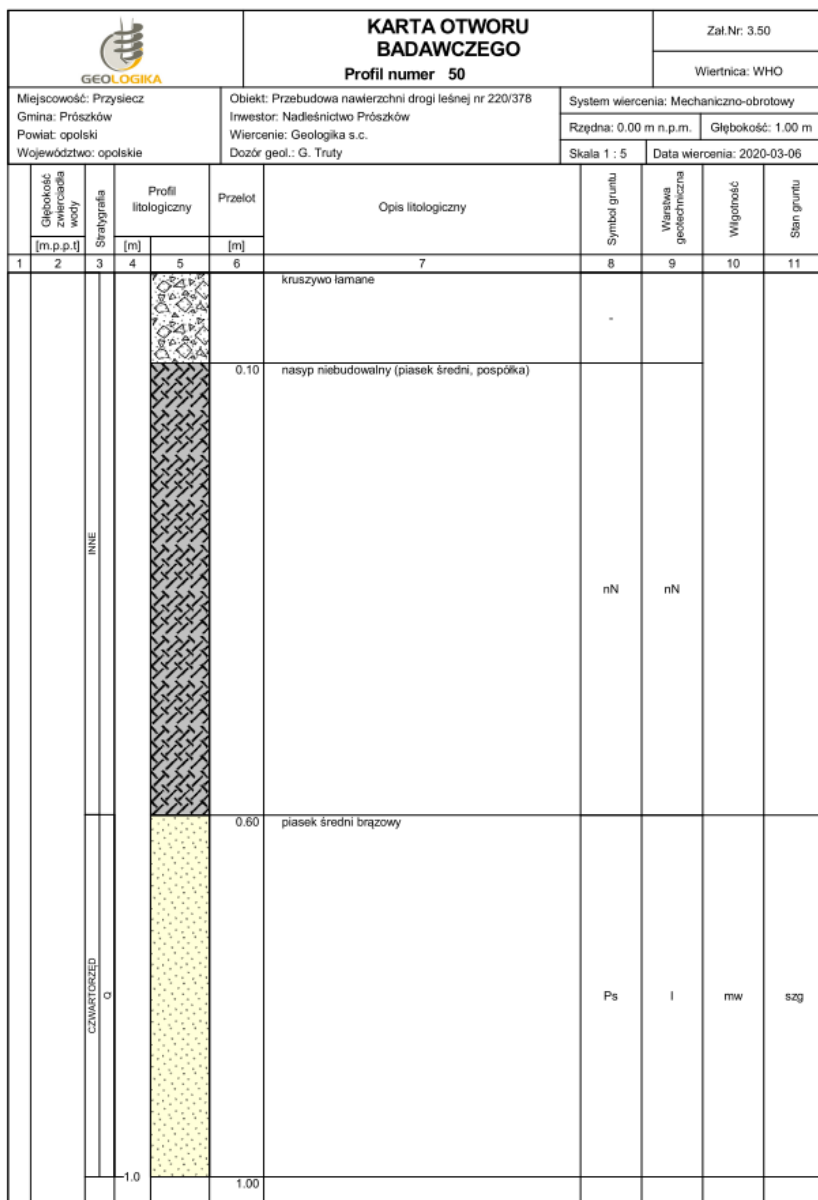 GEOLOGIKA
KARTA OTWORU
BADAWCZEGO
Profil numer 50
Zał.Nr: 3.50
Wiertnica: WHO
Miejscowość: Przysiecz
Gmina: Prószków
Powiat: opolski
Województwo: opolskie
Obiekt: Przebudowa nawierzchni drogi leśnej nr 220/378
Inwestor: Nadleśnictwo Prószków
Wiercenie: Geologika s.c.
Dozór geol.: G. Truty
System wiercenia: Mechaniczno-obrotowy
Rzędna: 0.00 m n.p.m.
Głębokość: 1.00 m
Skala 1 : 5
Data wiercenia: 2020-03-06
Głębokość
zwierciadła
wody
[m.p.p.t]
Stratygrafia
Profil
litologiczny
[m]
Przelot
[m]
Opis litologiczny
Symbol gruntu
Warstwa
geotechniczna
Wilgotność
Stan gruntu
1 2 3 4 5 6 7 8 9 10 11
kruszywo łamane
-
0.10 nasyp niebudowalny (piasek średni, pospółka)
INNE
nN nN
0.60 piasek średni brązowy
CZWARTORZĘD
Q
Ps I mw szg
1.0
1.00